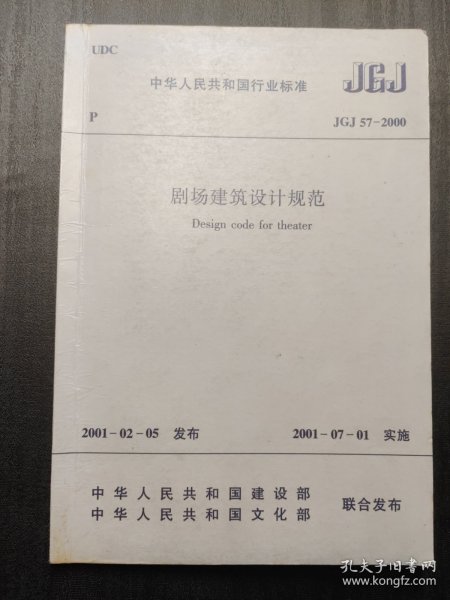 UDC
中华人民共和国行业标准
JGJ
P
JGJ 57-2000
剧场建筑设计规范
Design code for theater
2001-02-05 发布
2001-07-01 实施
中华人民共和国建设部
中华人民共和国文化部
联合发布
孔夫子旧书网
www.kongfz.com